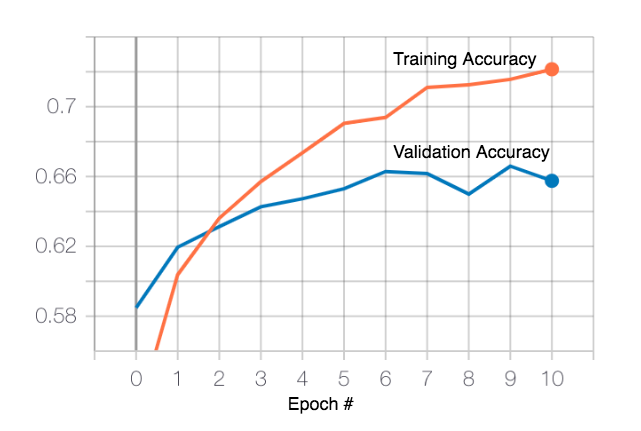 Training Accuracy
0.7
Validation Accuracy
0.66
0.62
0.58
0 1 2 3 4 5 6 7 8 9 10
Epoch #